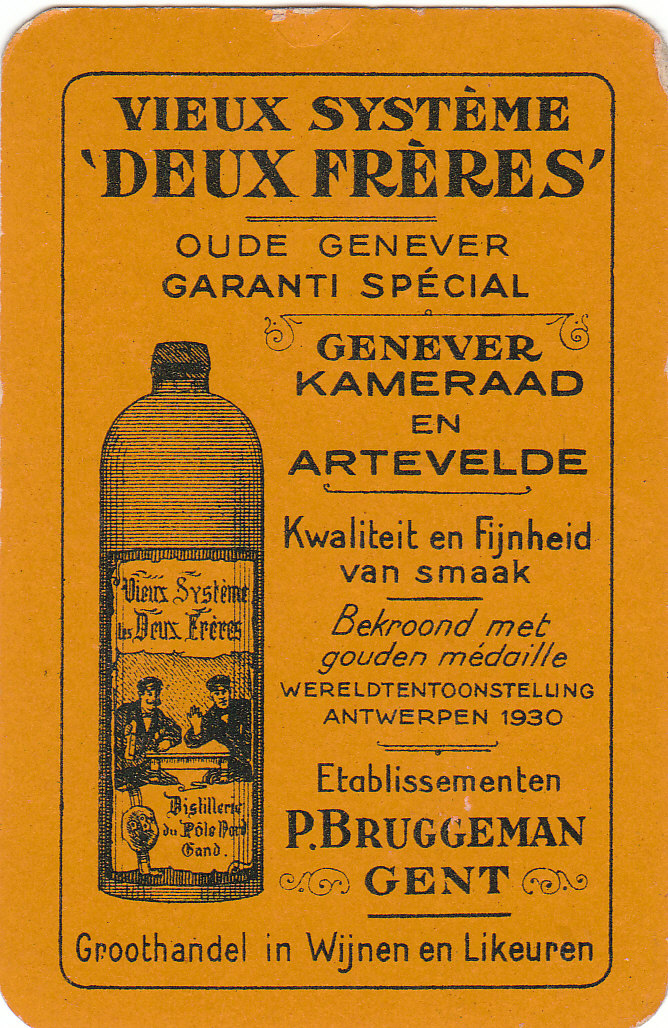 VIEUX SYSTÈME
'DEUX FRÈRES'
OUDE GENEVER
GARANTI SPÉCIAL
GENEVER
KAMERAAD
EN
ARTEVELDE
Kwaliteit en Fijnheid
van smaak
Bekroond met
gouden médaille
WERELDTENTOONSTELLING
ANTWERPEN 1930
Etablissementen
P. BRUGGEMAN
GENT
Groothandel in Wijnen en Likeuren
Vieux Système
les Deux Frères
Distillerie
du Pôle Nord
Gand.